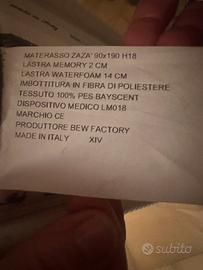 MATERASSO ZAZA' 90x190 H18
LASTRA MEMORY 2 CM
LASTRA WATERFOAM 14 CM
IMBOTTITURA IN FIBRA DI POLIESTERE
TESSUTO 100% PES BAYSCENT
DISPOSITIVO MEDICO LM018
MARCHIO CE
PRODUTTORE BEW FACTORY
MADE IN ITALY XIV
subito